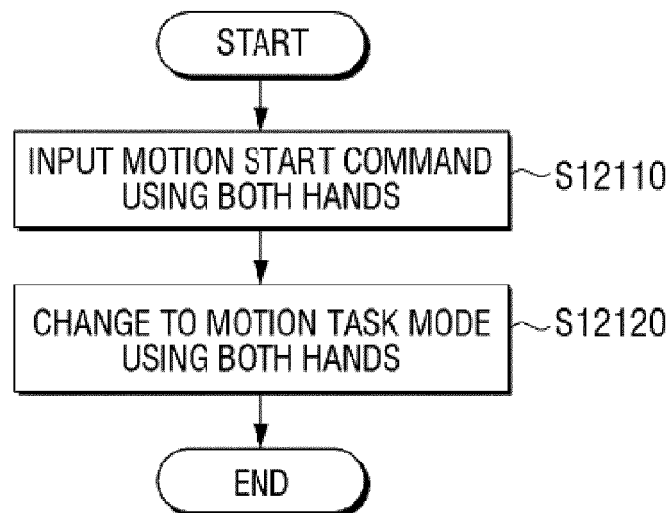 START
INPUT MOTION START COMMAND
USING BOTH HANDS
S12110
CHANGE TO MOTION TASK MODE
USING BOTH HANDS
S12120
END